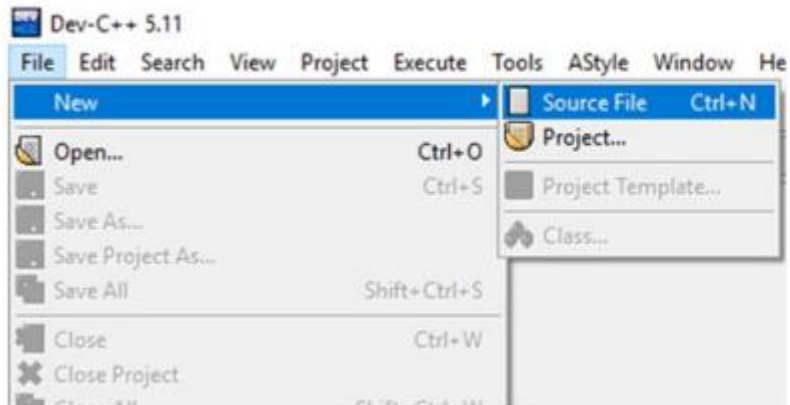 Dev-C++ 5.11
File Edit Search View Project Execute Tools AStyle Window He
New
Source File Ctrl+N
Open... Ctrl+O
Project...
Save Ctrl+S
Project Template...
Save As...
Class...
Save Project As...
Save All Shift+Ctrl+S
Close Ctrl+W
Close Project